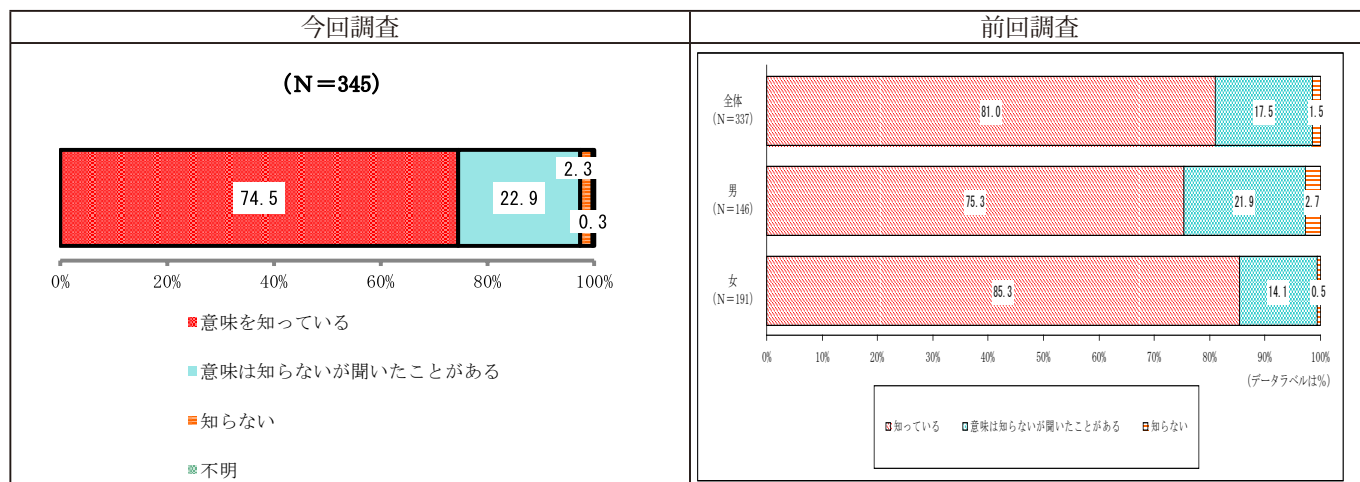 今回調査
前回調査
(N=345)
74.5
22.9
2.3
0.3
0%
20%
40%
60%
80%
100%
意味を知っている
意味は知らないが聞いたことがある
知らない
不明
全体
(N=337)
81.0
17.5
1.5
男
(N=146)
75.3
21.9
2.7
女
(N=191)
85.3
14.1
0.5
0%
10%
20%
30%
40%
50%
60%
70%
80%
90%
100%
(データラベルは%)
知っている
意味は知らないが聞いたことがある
知らない